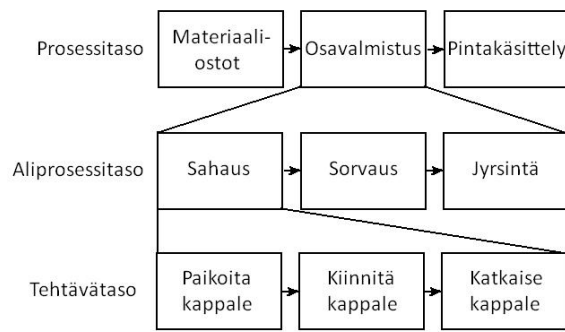 Prosessitaso
Materiaali-
ostot
Osavalmistus
Pintakäsittely
Aliprosessitaso
Sahaus
Sorvaus
Jyrsintä
Tehtävätaso
Paikoita
kappale
Kiinnitä
kappale
Katkaise
kappale